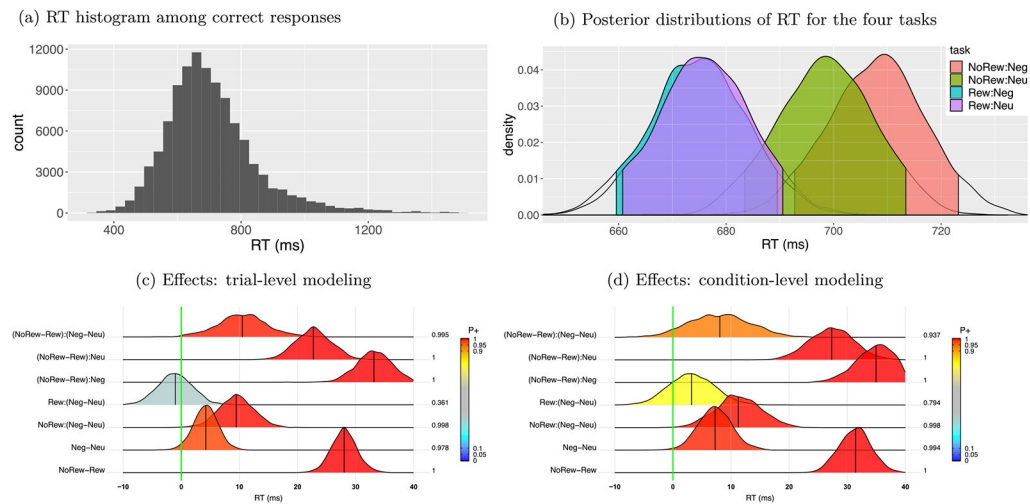 (a) RT histogram among correct responses
12000
9000
6000
3000
0
count
400 800 1200
RT (ms)
(b) Posterior distributions of RT for the four tasks
task
NoRew:Neg
NoRew:Neu
Rew:Neg
Rew:Neu
0.04
0.03
0.02
0.01
0.00
density
660 680 700 720
RT (ms)
(c) Effects: trial-level modeling
(NoRew−Rew):(Neg−Neu) 0.995
(NoRew−Rew):Neu 1
(NoRew−Rew):Neg 1
Rew:(Neg−Neu) 0.361
NoRew:(Neg−Neu) 0.998
Neg−Neu 0.978
NoRew−Rew 1
−10 0 10 20 30 40
RT (ms)
P+
1
0.95
0.9
0.1
0.05
0
(d) Effects: condition-level modeling
(NoRew−Rew):(Neg−Neu) 0.937
(NoRew−Rew):Neu 1
(NoRew−Rew):Neg 1
Rew:(Neg−Neu) 0.794
NoRew:(Neg−Neu) 0.998
Neg−Neu 0.994
NoRew−Rew 1
−10 0 10 20 30 40
RT (ms)
P+
1
0.95
0.9
0.1
0.05
0